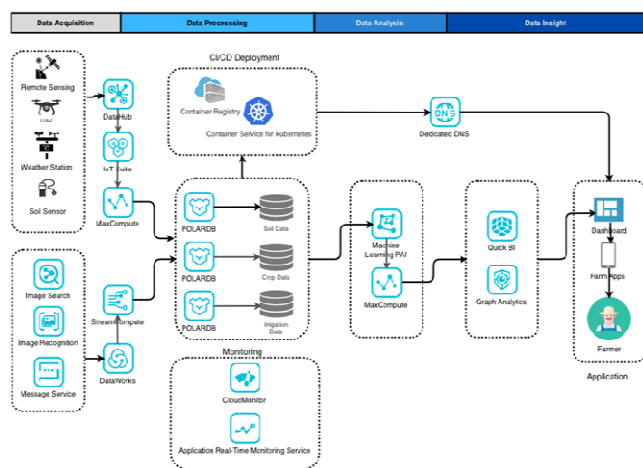 Data Acquisition
Data Processing
Data Analysis
Data Insight
Remote Sensing
Weather Station
Soil Sensor
DataHub
IoT Suite
MaxCompute
Image Search
Image Recognition
Message Service
StreamCompute
DataWorks
CI/CD Deployment
Container Registry
Container Service for kubernetes
POLARDB
Soil Data
POLARDB
Crop Data
POLARDB
Irrigation
Data
Monitoring
CloudMonitor
Application Real-Time Monitoring Service
Machine
Learning PAI
MaxCompute
DNS
Dedicated DNS
Quick BI
Graph Analytics
Dashboard
Farm Apps
Farmer
Application